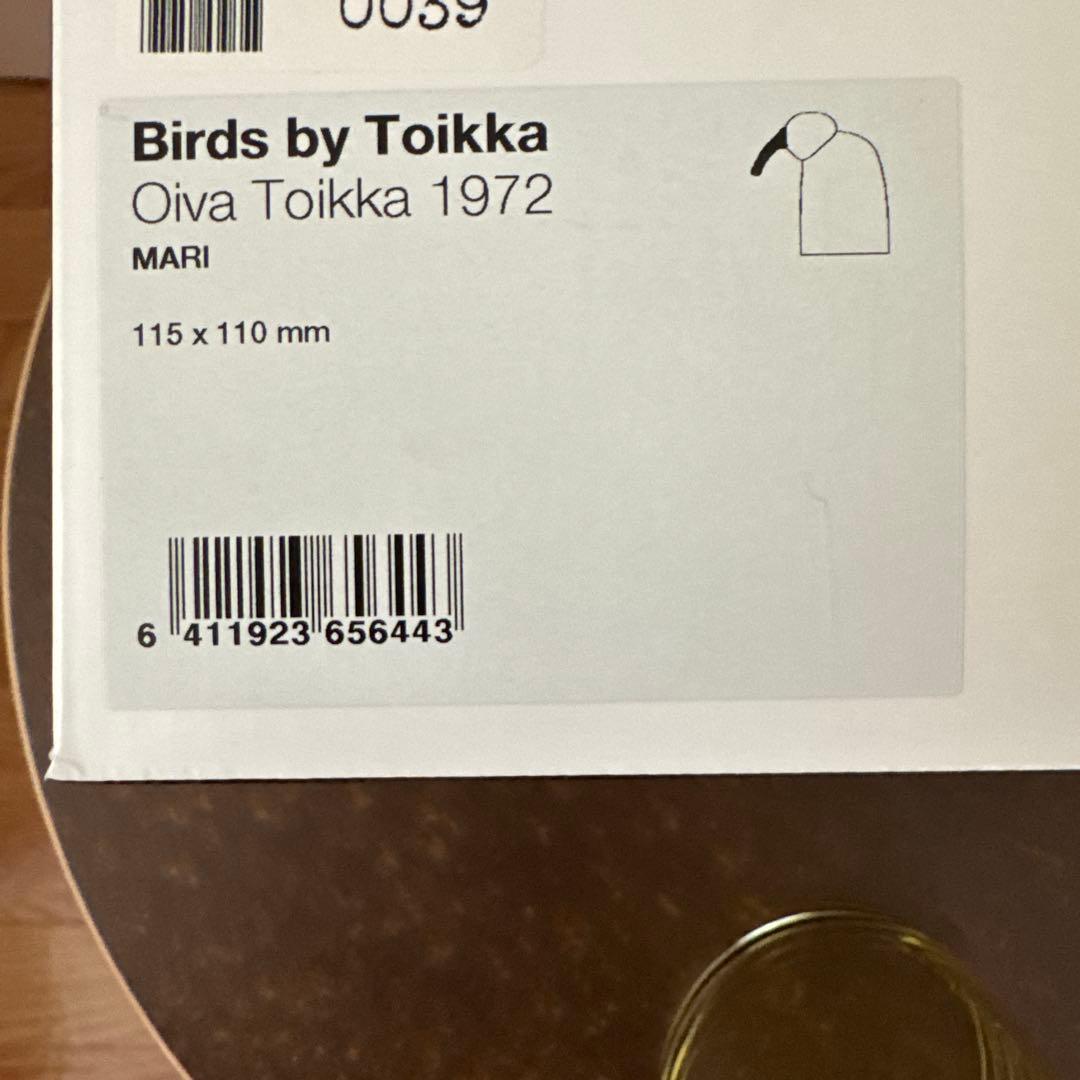 0039
Birds by Toikka
Oiva Toikka 1972
MARI
115 x 110 mm
6 411923 656443